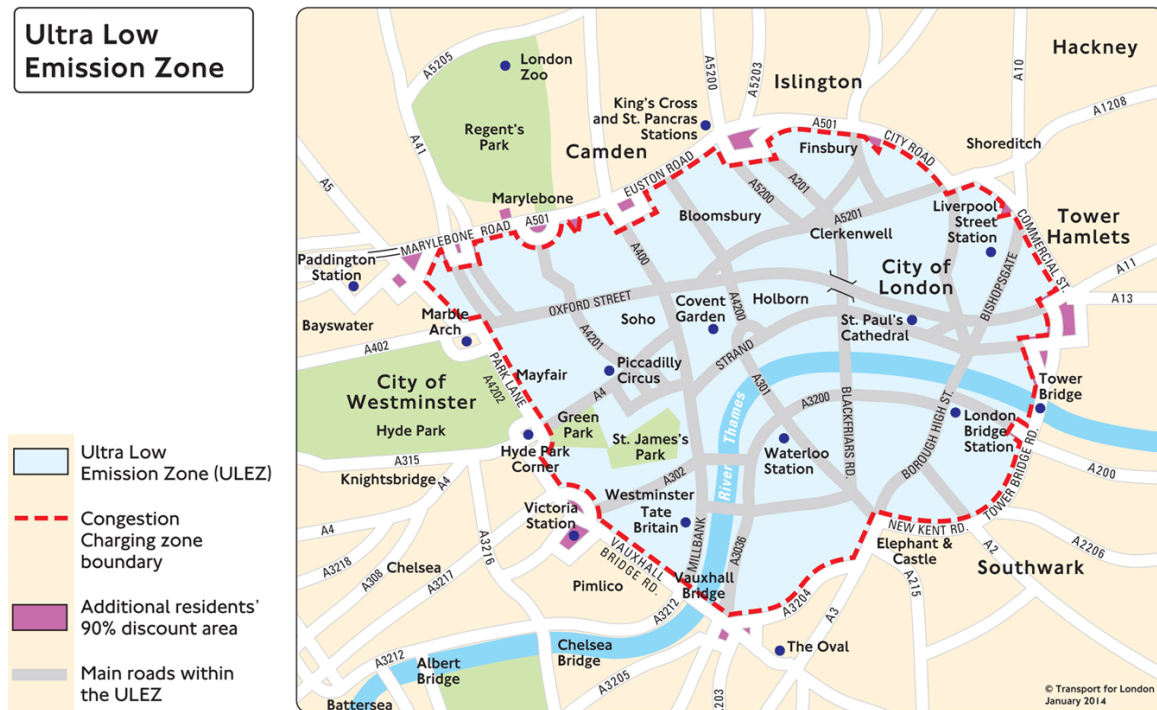 Ultra Low
Emission Zone
Hackney
A10
A5205
London
Zoo
A5200
A5203
Islington
A1208
King's Cross
and St. Pancras
Stations
A501
CITY ROAD
Regent's
Park
A41
Camden
Finsbury
Shoreditch
A5
EUSTON ROAD
A5200
A201
Marylebone
A501
Bloomsbury
A5201
Liverpool
Street
Station
COMMERCIAL ST.
Tower
Hamlets
MARYLEBONE ROAD
Clerkenwell
A400
Paddington
Station
City of
London
BISHOPSGATE
A11
A13
OXFORD STREET
Covent
Garden
A4200
Holborn
Bayswater
Marble
Arch
Soho
St. Paul's
Cathedral
A402
A4201
STRAND
PARK LANE
A4202
Mayfair
Piccadilly
Circus
City of
Westminster
A4
A301
A3200
BLACKFRIARS RD.
Tower
Bridge
Hyde Park
Green
Park
St. James's
Park
River Thames
BOROUGH HIGH ST.
London
Bridge
Station
A315
Hyde Park
Corner
Waterloo
Station
TOWER BRIDGE RD.
A200
Knightsbridge
A4
A302
Westminster
Tate
Britain
Victoria
Station
NEW KENT RD.
A4
A3216
MILLBANK
A3036
Elephant &
Castle
A2
A2206
A3218
A308
Chelsea
A3217
VAUXHALL
BRIDGE RD.
Pimlico
Vauxhall
Bridge
A3204
A3
A215
Southwark
A3212
Chelsea
Bridge
The Oval
A3212
Albert
Bridge
A3205
A203
Battersea
© Transport for London
January 2014
Ultra Low
Emission Zone (ULEZ)
Congestion
Charging zone
boundary
Additional residents'
90% discount area
Main roads within
the ULEZ